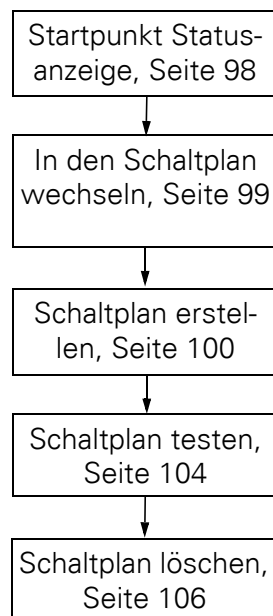 Startpunkt Status-
anzeige, Seite 98
In den Schaltplan
wechseln, Seite 99
Schaltplan erstel-
len, Seite 100
Schaltplan testen,
Seite 104
Schaltplan löschen,
Seite 106